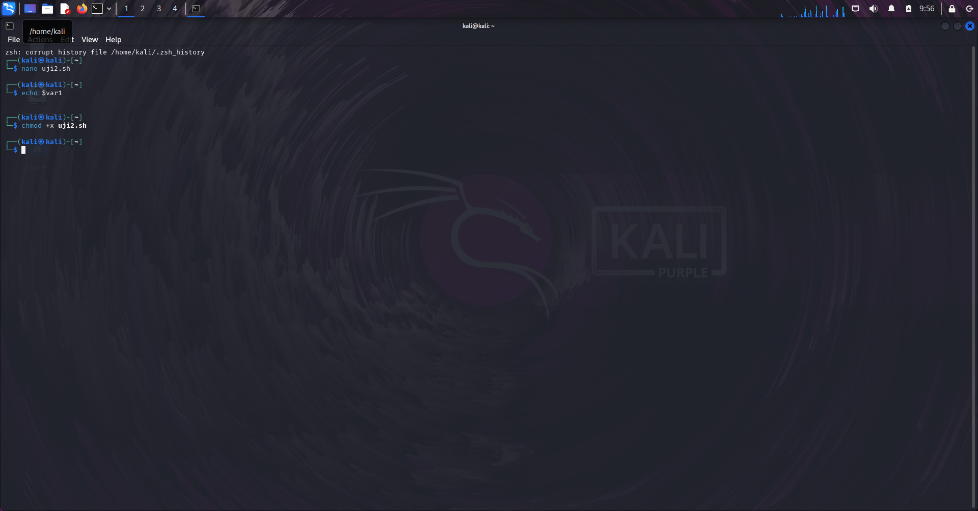 1 2 3 4 9:56
kali@kali: ~
/home/kali
File Actions Edit View Help
zsh: corrupt history file /home/kali/.zsh_history
┌──(kali㉿kali)-[~]
└─$ nano uji2.sh
┌──(kali㉿kali)-[~]
└─$ echo $var1
┌──(kali㉿kali)-[~]
└─$ chmod +x uji2.sh
┌──(kali㉿kali)-[~]
└─$
KALI
PURPLE